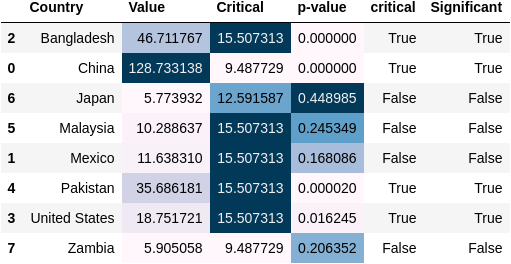 Country Value Critical p-value critical Significant
2 Bangladesh 46.711767 15.507313 0.000000 True True
0 China 128.733138 9.487729 0.000000 True True
6 Japan 5.773932 12.591587 0.448985 False False
5 Malaysia 10.288637 15.507313 0.245349 False False
1 Mexico 11.638310 15.507313 0.168086 False False
4 Pakistan 35.686181 15.507313 0.000020 True True
3 United States 18.751721 15.507313 0.016245 True True
7 Zambia 5.905058 9.487729 0.206352 False False